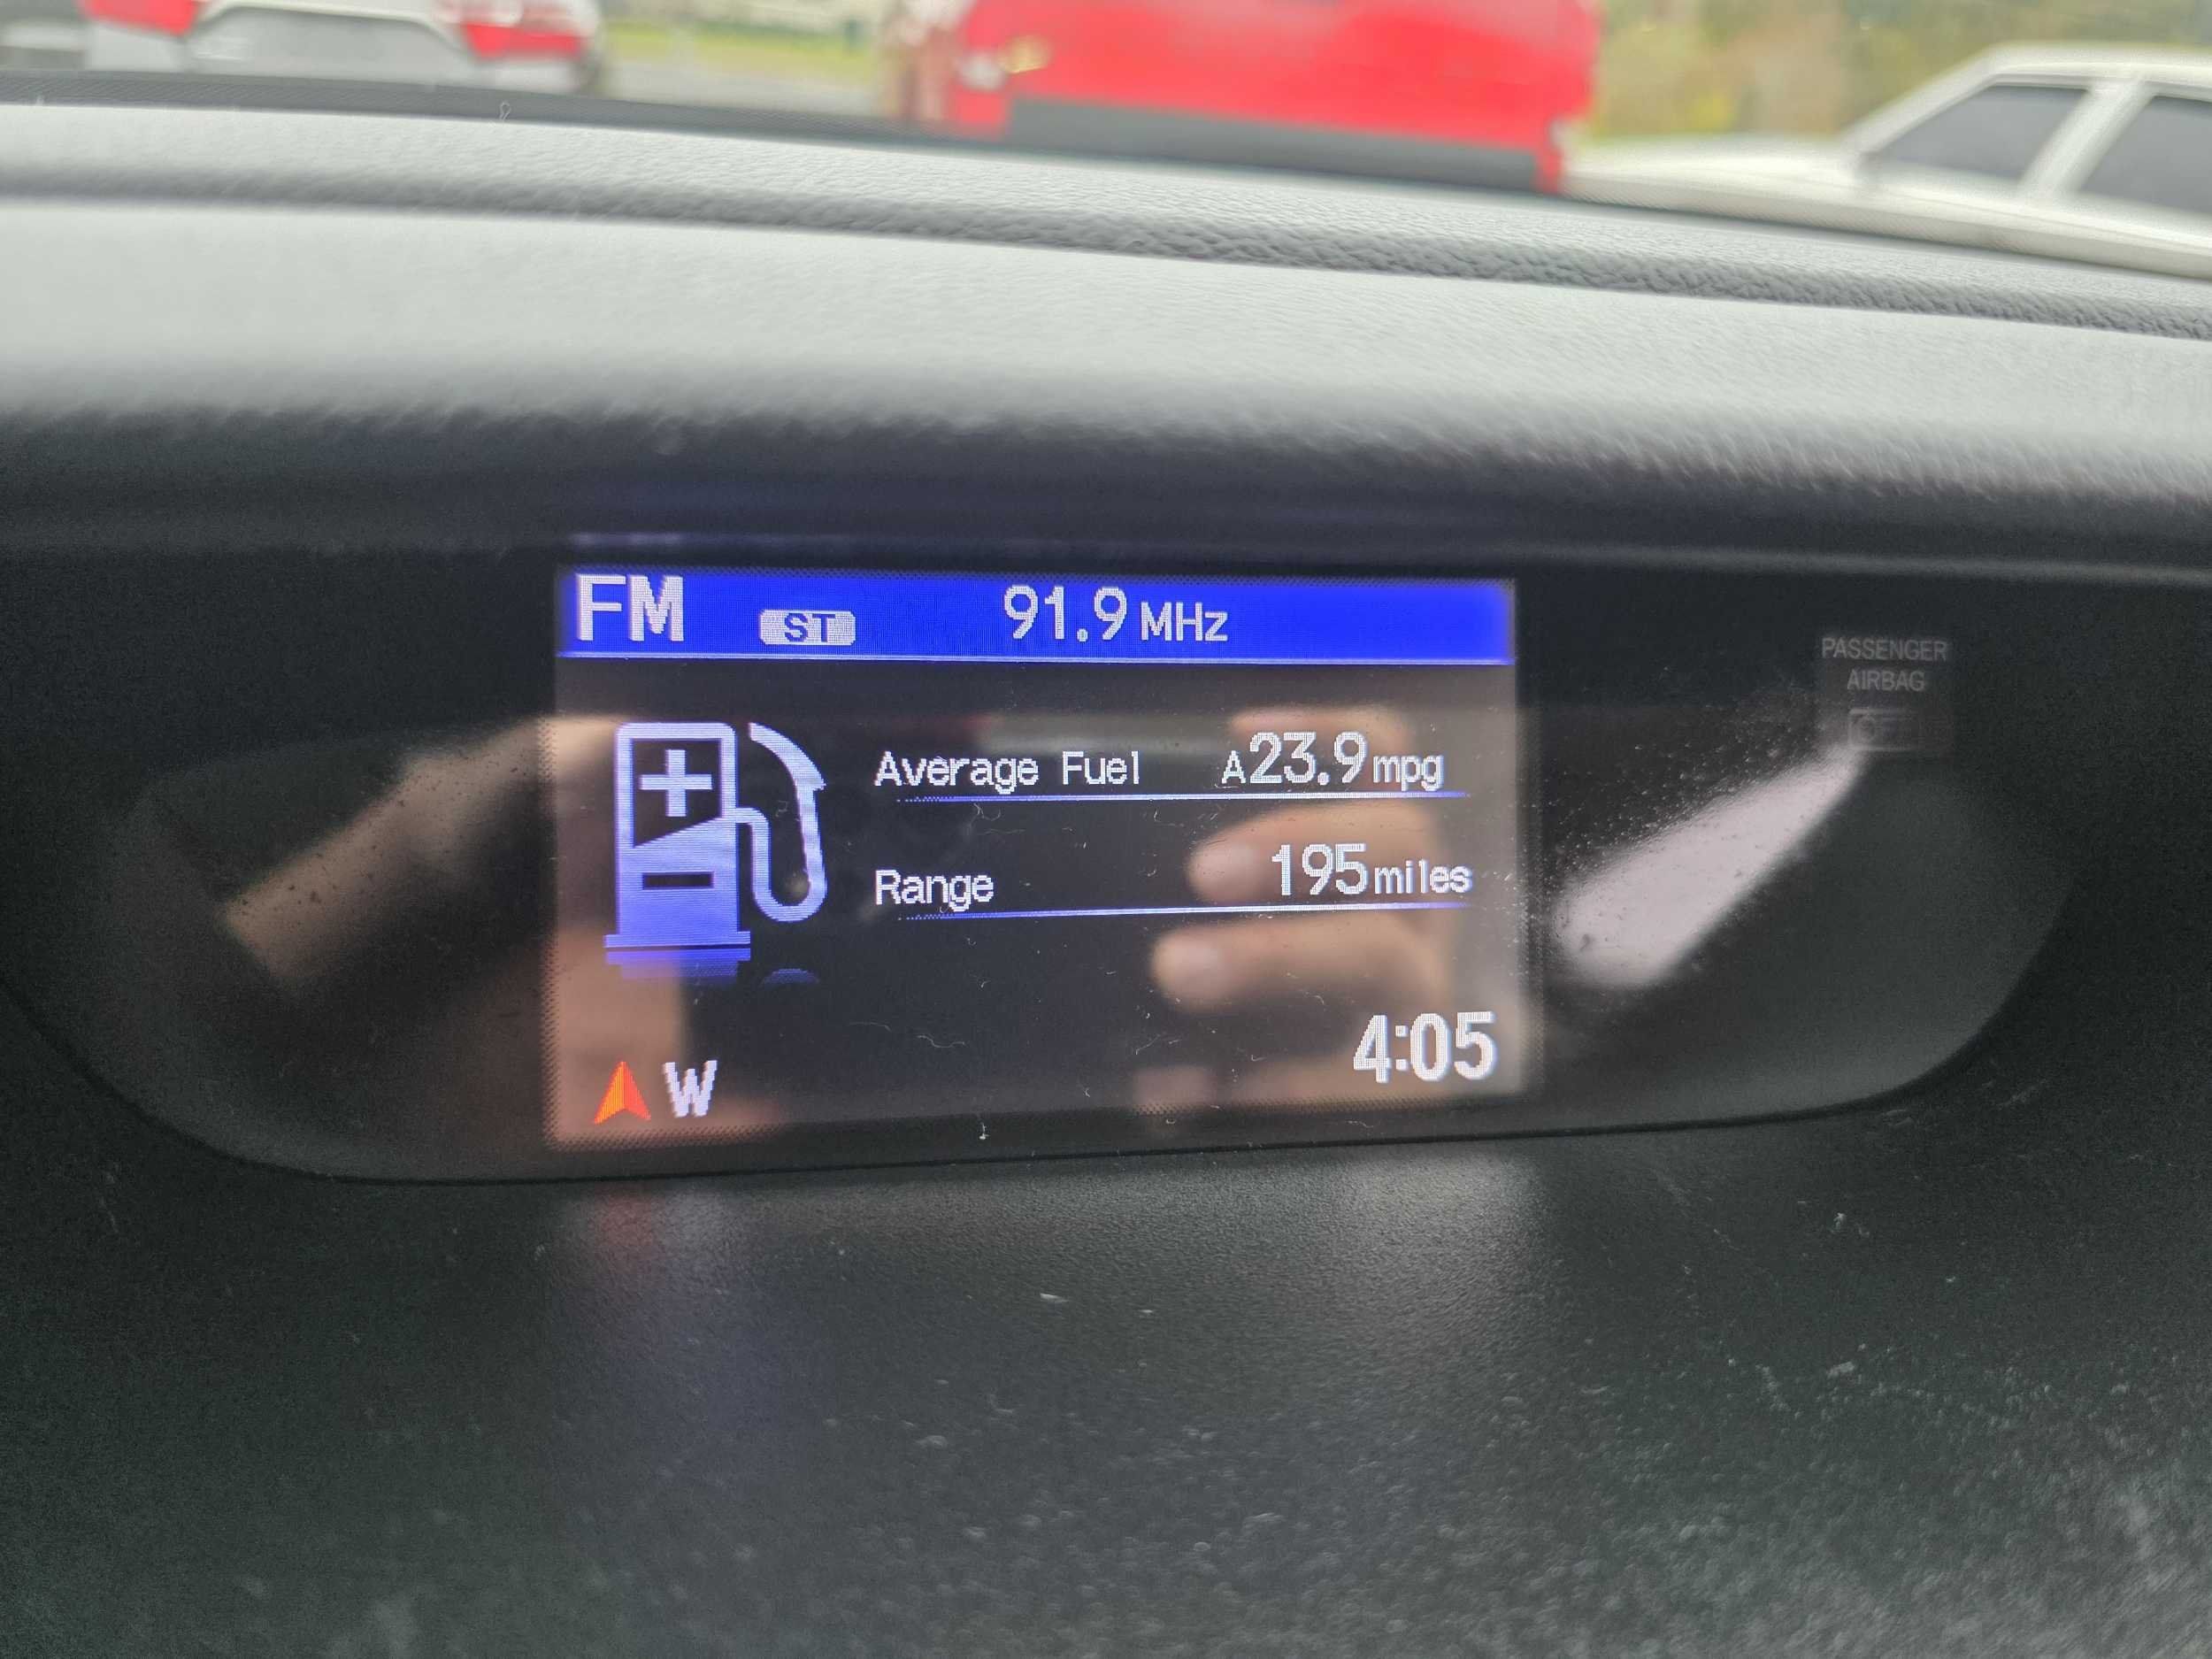 FM ST 91.9 MHz
PASSENGER
AIRBAG
Average Fuel A23.9 mpg
Range 195 miles
4:05
W